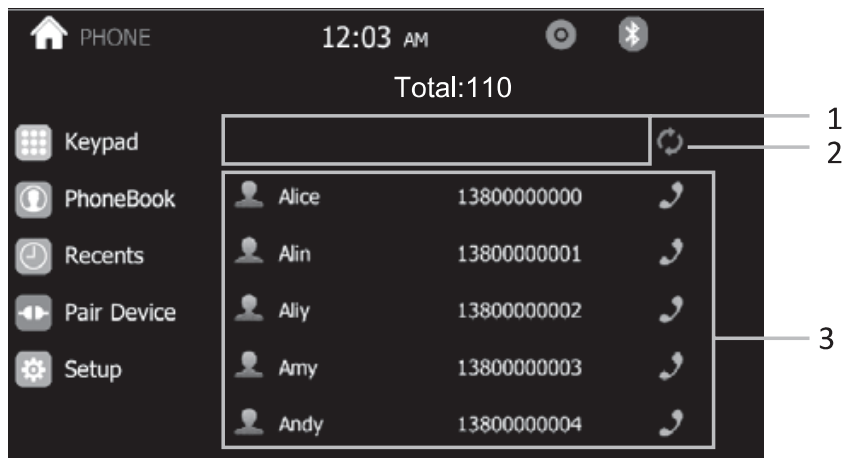 PHONE 12:03 AM
Total:110
1
Keypad
2
PhoneBook Alice 13800000000
Recents Alin 13800000001
Pair Device Aliy 13800000002
3
Setup Amy 13800000003
Andy 13800000004